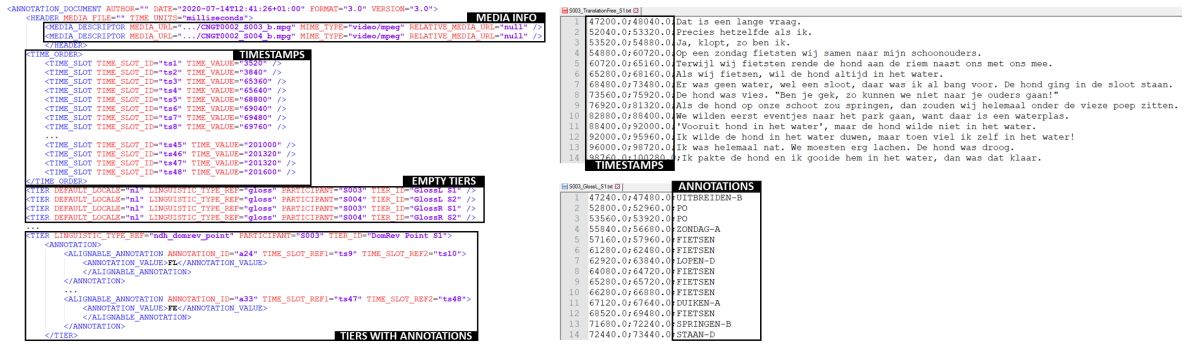 <ANNOTATION_DOCUMENT AUTHOR="" DATE="2020-07-14T12:41:26+01:00" FORMAT="3.0" VERSION="3.0">
<HEADER MEDIA_FILE="" TIME_UNITS="milliseconds">
MEDIA INFO
<MEDIA_DESCRIPTOR MEDIA_URL=".../CNGT0002_S003_b.mpg" MIME_TYPE="video/mpeg" RELATIVE_MEDIA_URL="null" />
<MEDIA_DESCRIPTOR MEDIA_URL=".../CNGT0002_S004_b.mpg" MIME_TYPE="video/mpeg" RELATIVE_MEDIA_URL="null" />
</HEADER>
<TIME_ORDER>
TIMESTAMPS
<TIME_SLOT TIME_SLOT_ID="ts1" TIME_VALUE="3520" />
<TIME_SLOT TIME_SLOT_ID="ts2" TIME_VALUE="3840" />
<TIME_SLOT TIME_SLOT_ID="ts3" TIME_VALUE="65360" />
<TIME_SLOT TIME_SLOT_ID="ts4" TIME_VALUE="65640" />
<TIME_SLOT TIME_SLOT_ID="ts5" TIME_VALUE="68800" />
<TIME_SLOT TIME_SLOT_ID="ts6" TIME_VALUE="69040" />
<TIME_SLOT TIME_SLOT_ID="ts7" TIME_VALUE="69480" />
<TIME_SLOT TIME_SLOT_ID="ts8" TIME_VALUE="69760" />
...
<TIME_SLOT TIME_SLOT_ID="ts45" TIME_VALUE="201000" />
<TIME_SLOT TIME_SLOT_ID="ts46" TIME_VALUE="201320" />
<TIME_SLOT TIME_SLOT_ID="ts47" TIME_VALUE="201320" />
<TIME_SLOT TIME_SLOT_ID="ts48" TIME_VALUE="201600" />
</TIME_ORDER>
EMPTY TIERS
<TIER DEFAULT_LOCALE="nl" LINGUISTIC_TYPE_REF="gloss" PARTICIPANT="S003" TIER_ID="GlossL S1" />
<TIER DEFAULT_LOCALE="nl" LINGUISTIC_TYPE_REF="gloss" PARTICIPANT="S004" TIER_ID="GlossL S2" />
<TIER DEFAULT_LOCALE="nl" LINGUISTIC_TYPE_REF="gloss" PARTICIPANT="S003" TIER_ID="GlossR S1" />
<TIER DEFAULT_LOCALE="nl" LINGUISTIC_TYPE_REF="gloss" PARTICIPANT="S004" TIER_ID="GlossR S2" />
...
<TIER LINGUISTIC_TYPE_REF="ndh_domrev_point" PARTICIPANT="S003" TIER_ID="DomRev Point S1">
<ANNOTATION>
<ALIGNABLE_ANNOTATION ANNOTATION_ID="a24" TIME_SLOT_REF1="ts9" TIME_SLOT_REF2="ts10">
<ANNOTATION_VALUE>FL</ANNOTATION_VALUE>
</ALIGNABLE_ANNOTATION>
</ANNOTATION>
...
<ALIGNABLE_ANNOTATION ANNOTATION_ID="a33" TIME_SLOT_REF1="ts47" TIME_SLOT_REF2="ts48">
<ANNOTATION_VALUE>FE</ANNOTATION_VALUE>
</ALIGNABLE_ANNOTATION>
</ANNOTATION>
</TIER>
TIERS WITH ANNOTATIONS
S003_TranslationFree_S1.txt
1 47200.0;48040.0;Dat is een lange vraag.
2 52040.0;53320.0;Precies hetzelfde als ik.
3 53520.0;54880.0;Ja, klopt, zo ben ik.
4 54880.0;60720.0;Op een zondag fietsten wij samen naar mijn schoonouders.
5 60720.0;65160.0;Terwijl wij fietsten rende de hond aan de riem naast ons met ons mee.
6 65280.0;68160.0;Als wij fietsen, wil de hond altijd in het water.
7 68480.0;73480.0;Er was geen water, wel een sloot, daar was ik al bang voor. De hond ging in de sloot staan.
8 73560.0;75920.0;De hond was vies. "Ben je gek, zo kunnen we niet naar je ouders gaan!"
9 76920.0;81320.0;Als de hond op onze schoot zou springen, dan zouden wij helemaal onder de vieze poep zitten.
10 82880.0;88400.0;We wilden eerst eventjes naar het park gaan, want daar is een waterplas.
11 88400.0;92000.0;'Vooruit hond in het water', maar de hond wilde niet in het water.
12 92000.0;95960.0;Ik wilde de hond in het water duwen, maar toen viel ik zelf in het water!
13 96000.0;98720.0;Ik was helemaal nat. We moesten erg lachen. De hond was droog.
14 98760.0;100280.0;Ik pakte de hond en ik gooide hem in het water, dan was dat klaar.
TIMESTAMPS
S003_GlossL_S1.txt
ANNOTATIONS
1 47240.0;47480.0;UITBREIDEN-B
2 52800.0;52960.0;PO
3 53560.0;53920.0;PO
4 55840.0;56680.0;ZONDAG-A
5 57160.0;57960.0;FIETSEN
6 61280.0;62480.0;FIETSEN
7 62920.0;63840.0;LOPEN-D
8 64080.0;64720.0;FIETSEN
9 65280.0;65720.0;FIETSEN
10 66280.0;66880.0;FIETSEN
11 67120.0;67640.0;DUIKEN-A
12 68520.0;69480.0;FIETSEN
13 71680.0;72240.0;SPRINGEN-B
14 72440.0;73440.0;STAAN-D